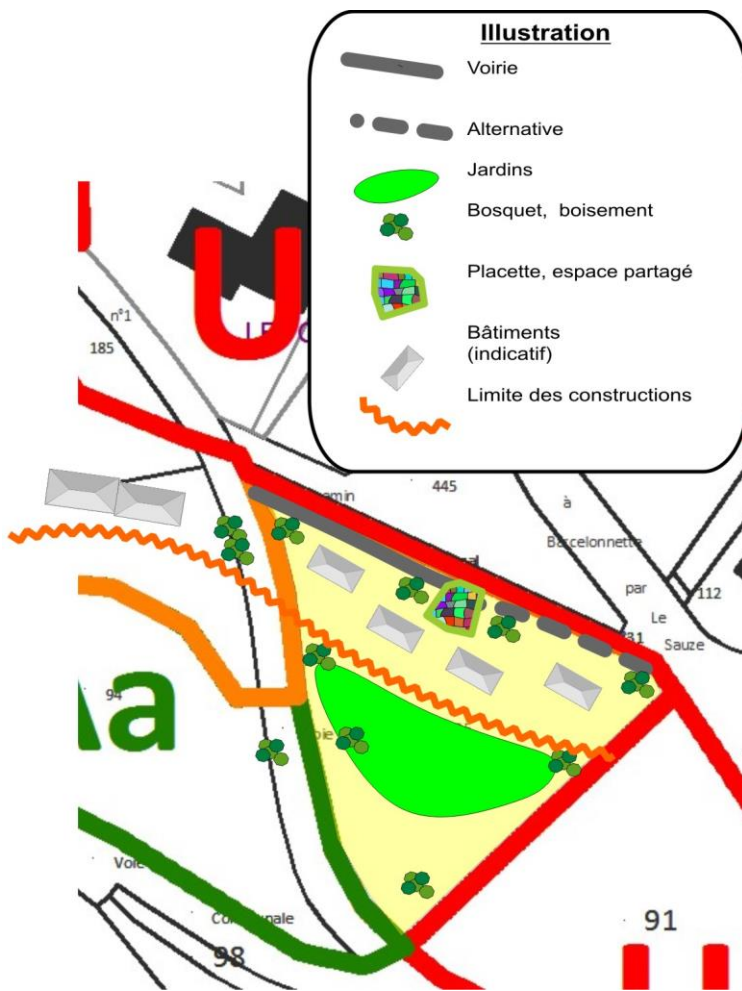 Illustration
Voirie
Alternative
Jardins
Bosquet, boisement
Placette, espace partagé
Bâtiments
(indicatif)
Limite des constructions
U
n°1
185
445
à
Barcelonnette
par
112
Le
31
Sauze
94
Aa
Voie
Communale
98
91
U